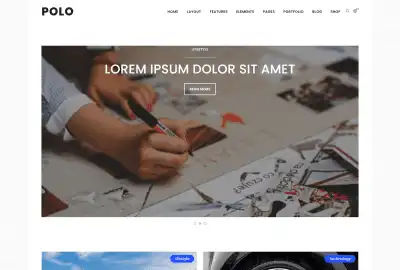 POLO
HOME LAYOUT FEATURES ELEMENTS PAGES PORTFOLIO BLOG SHOP
LIFESTYLE
LOREM IPSUM DOLOR SIT AMET
READ MORE
lifestyle
technology